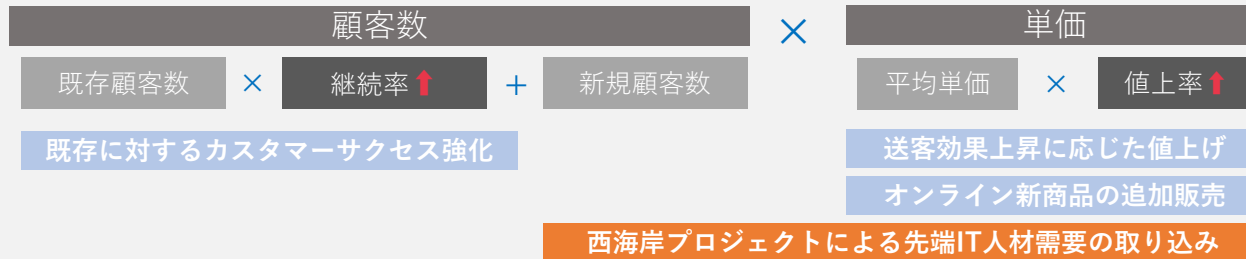 顧客数 × 単価
既存顧客数 × 継続率⬆ + 新規顧客数 平均単価 × 値上率⬆
既存に対するカスタマーサクセス強化 送客効果上昇に応じた値上げ
オンライン新商品の追加販売
西海岸プロジェクトによる先端IT人材需要の取り込み